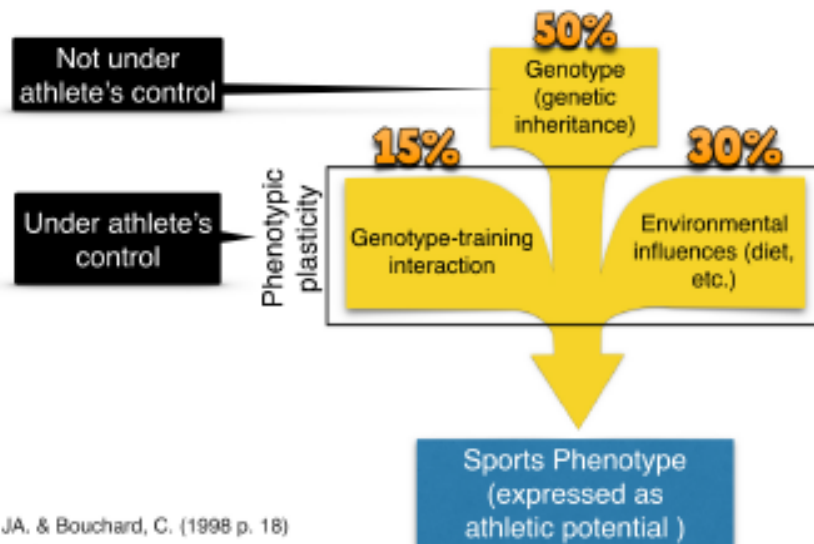 50%
Not under
athlete's control
Genotype
(genetic
inheritance)
15%
30%
Under athlete's
control
Phenotypic
plasticity
Genotype-training
interaction
Environmental
influences (diet,
etc.)
Sports Phenotype
(expressed as
athletic potential )
JA. & Bouchard, C. (1998 p. 18)